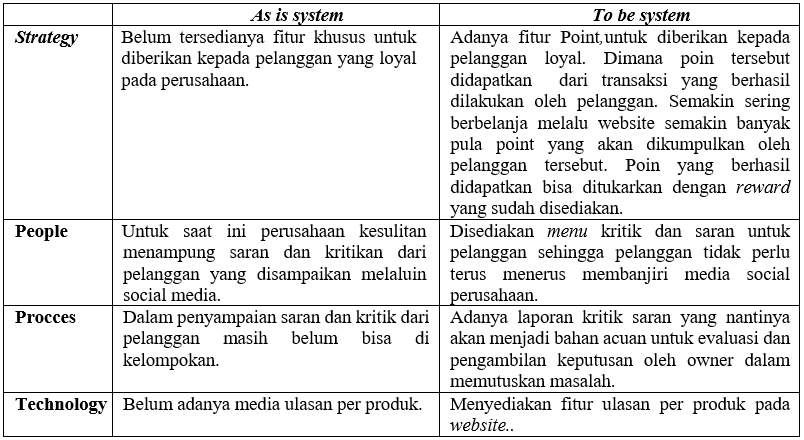 As is system To be system
Strategy Belum tersedianya fitur khusus untuk Adanya fitur Point,untuk diberikan kepada
diberikan kepada pelanggan yang loyal pelanggan loyal. Dimana poin tersebut
pada perusahaan. didapatkan dari transaksi yang berhasil
dilakukan oleh pelanggan. Semakin sering
berbelanja melalu website semakin banyak
pula point yang akan dikumpulkan oleh
pelanggan tersebut. Poin yang berhasil
didapatkan bisa ditukarkan dengan reward
yang sudah disediakan.
People Untuk saat ini perusahaan kesulitan Disediakan menu kritik dan saran untuk
menampung saran dan kritikan dari pelanggan sehingga pelanggan tidak perlu
pelanggan yang disampaikan melaluin terus menerus membanjiri media social
social media. perusahaan.
Procces Dalam penyampaian saran dan kritik dari Adanya laporan kritik saran yang nantinya
pelanggan masih belum bisa di akan menjadi bahan acuan untuk evaluasi dan
kelompokan. pengambilan keputusan oleh owner dalam
memutuskan masalah.
Technology Belum adanya media ulasan per produk. Menyediakan fitur ulasan per produk pada
website..